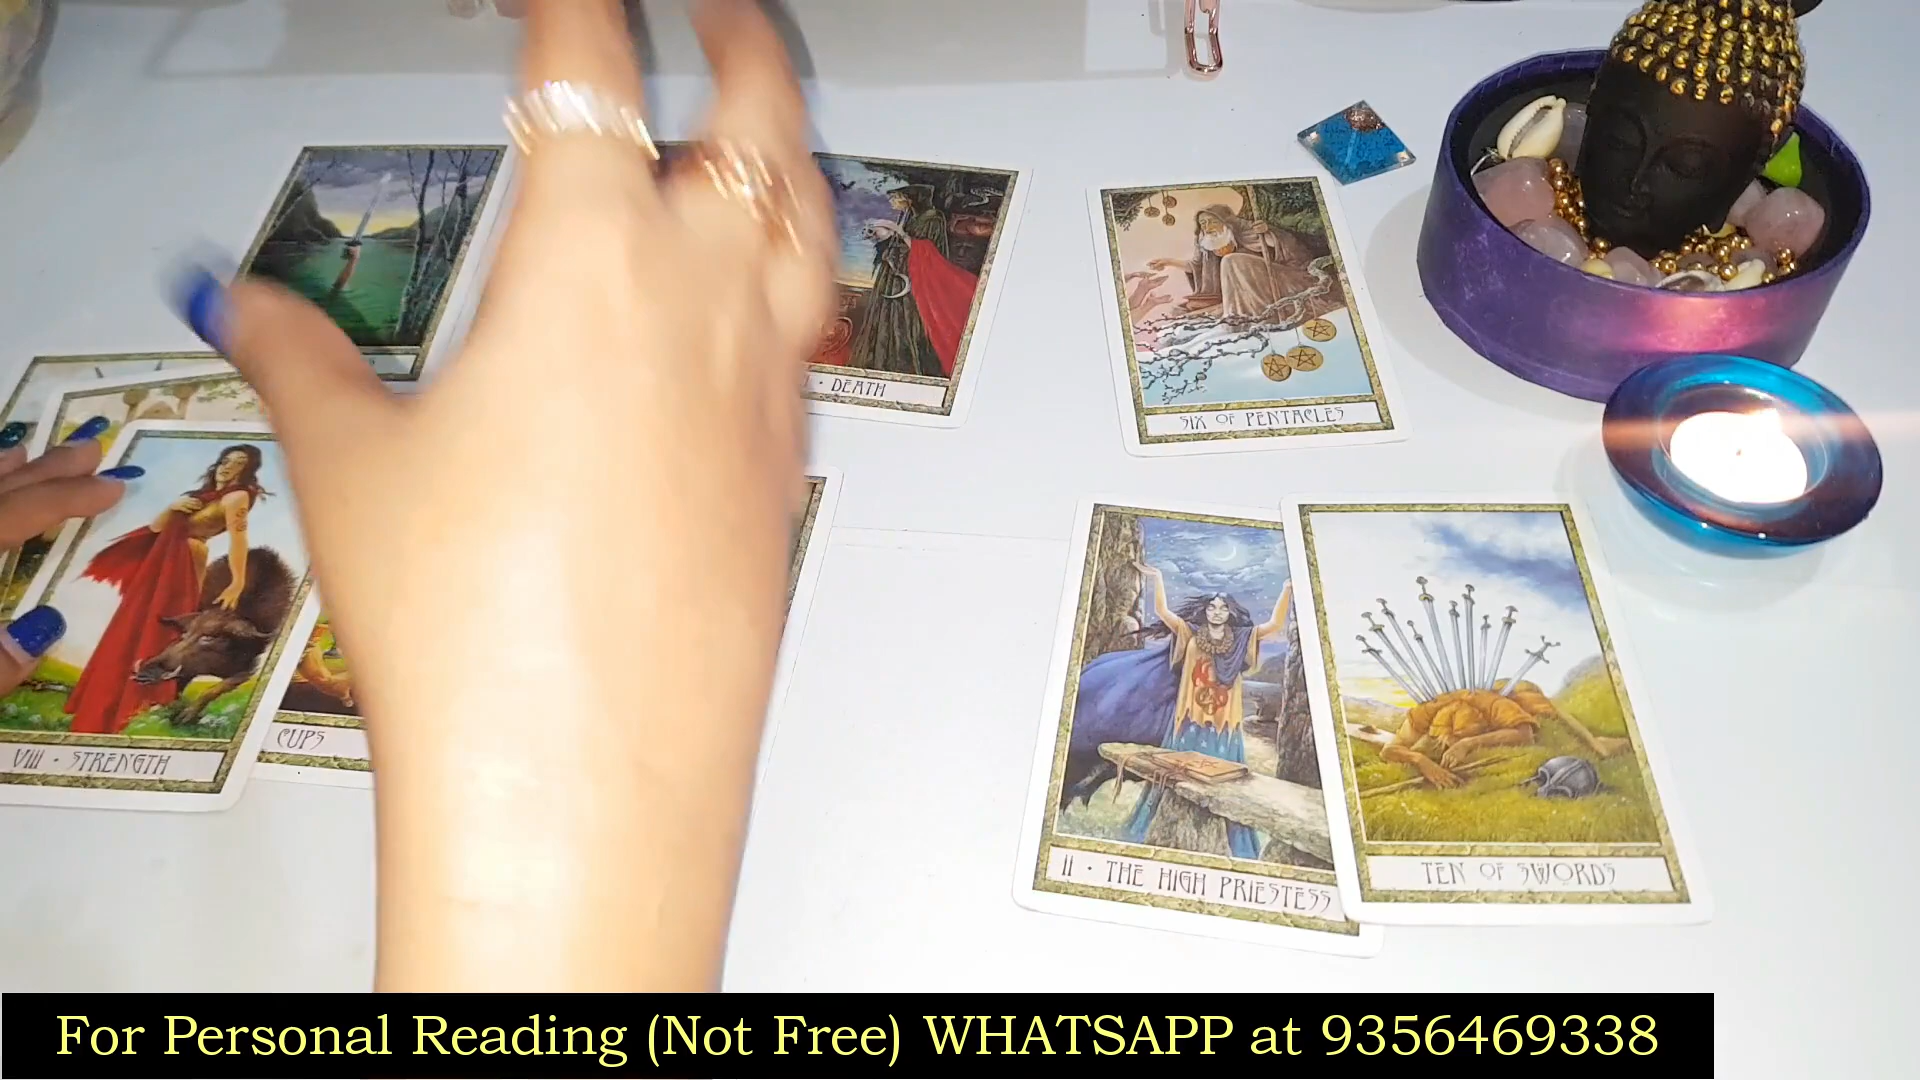 DEATH
SIX OF PENTACLES
VIII • STRENGTH
CUPS
II • THE HIGH PRIESTESS
TEN OF SWORDS
For Personal Reading (Not Free) WHATSAPP at 9356469338